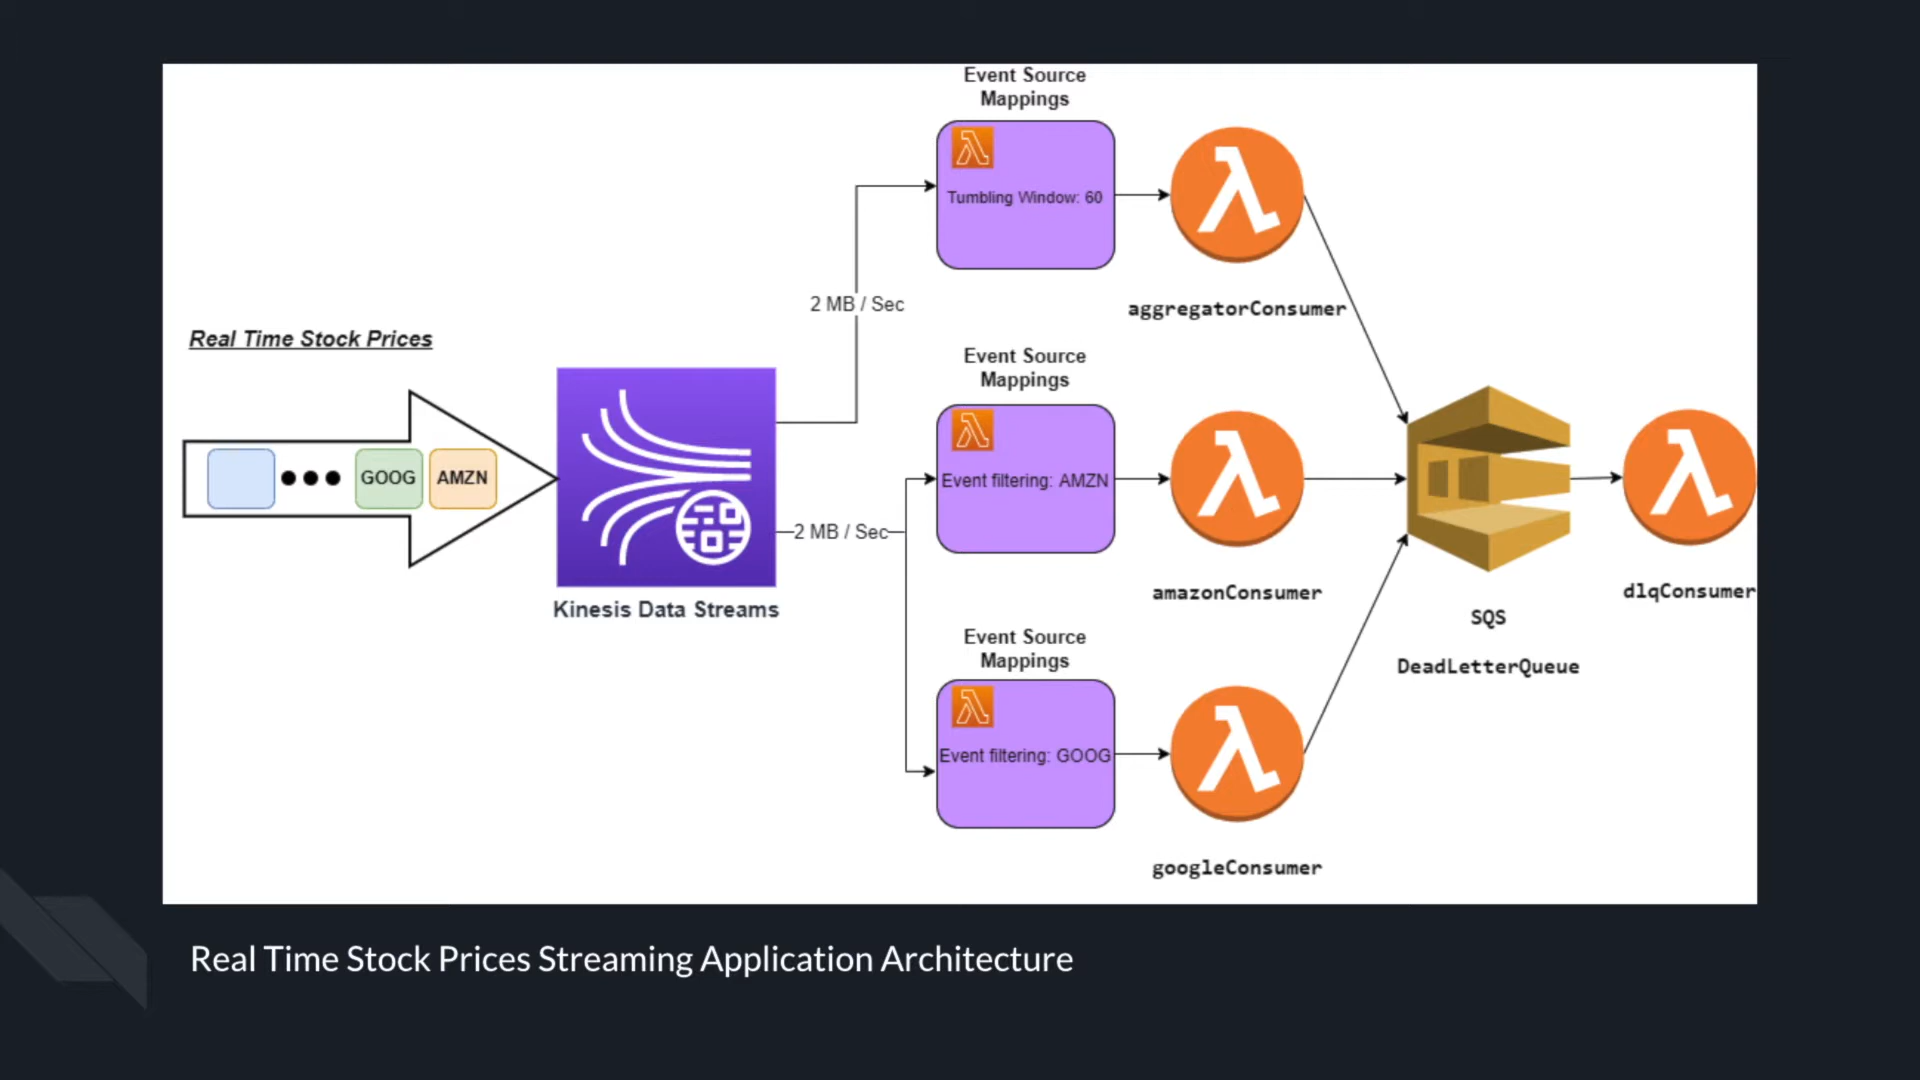 Event Source
Mappings
Tumbling Window: 60
aggregatorConsumer
2 MB / Sec
Real Time Stock Prices
GOOG
AMZN
Kinesis Data Streams
2 MB / Sec
Event Source
Mappings
Event filtering: AMZN
amazonConsumer
Event Source
Mappings
Event filtering: GOOG
googleConsumer
SQS
DeadLetterQueue
dlqConsumer
Real Time Stock Prices Streaming Application Architecture